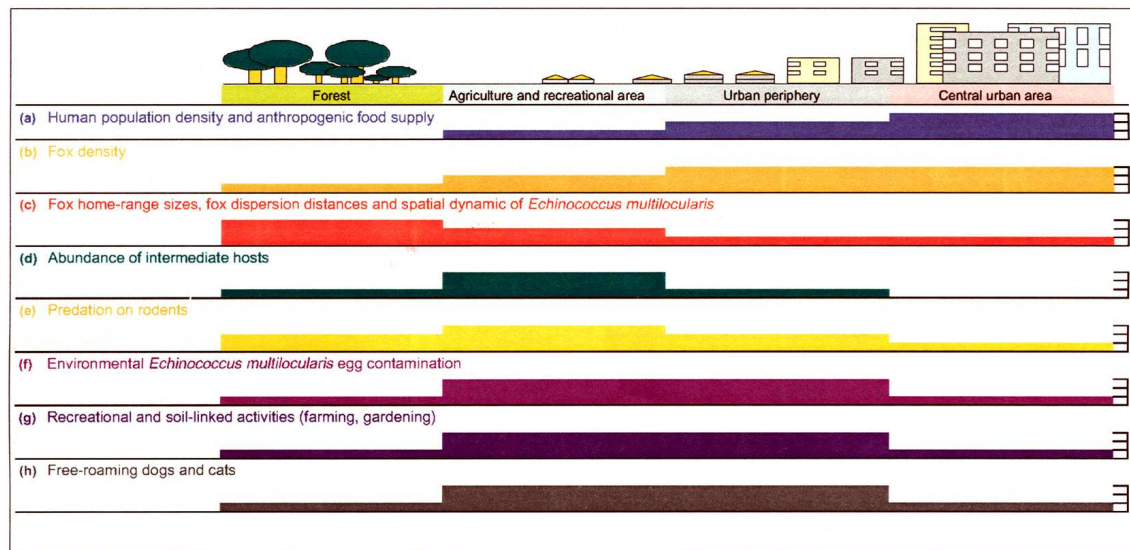 Forest Agriculture and recreational area Urban periphery Central urban area
(a) Human population density and anthropogenic food supply
(b) Fox density
(c) Fox home-range sizes, fox dispersion distances and spatial dynamic of Echinococcus multilocularis
(d) Abundance of intermediate hosts
(e) Predation on rodents
(f) Environmental Echinococcus multilocularis egg contamination
(g) Recreational and soil-linked activities (farming, gardening)
(h) Free-roaming dogs and cats